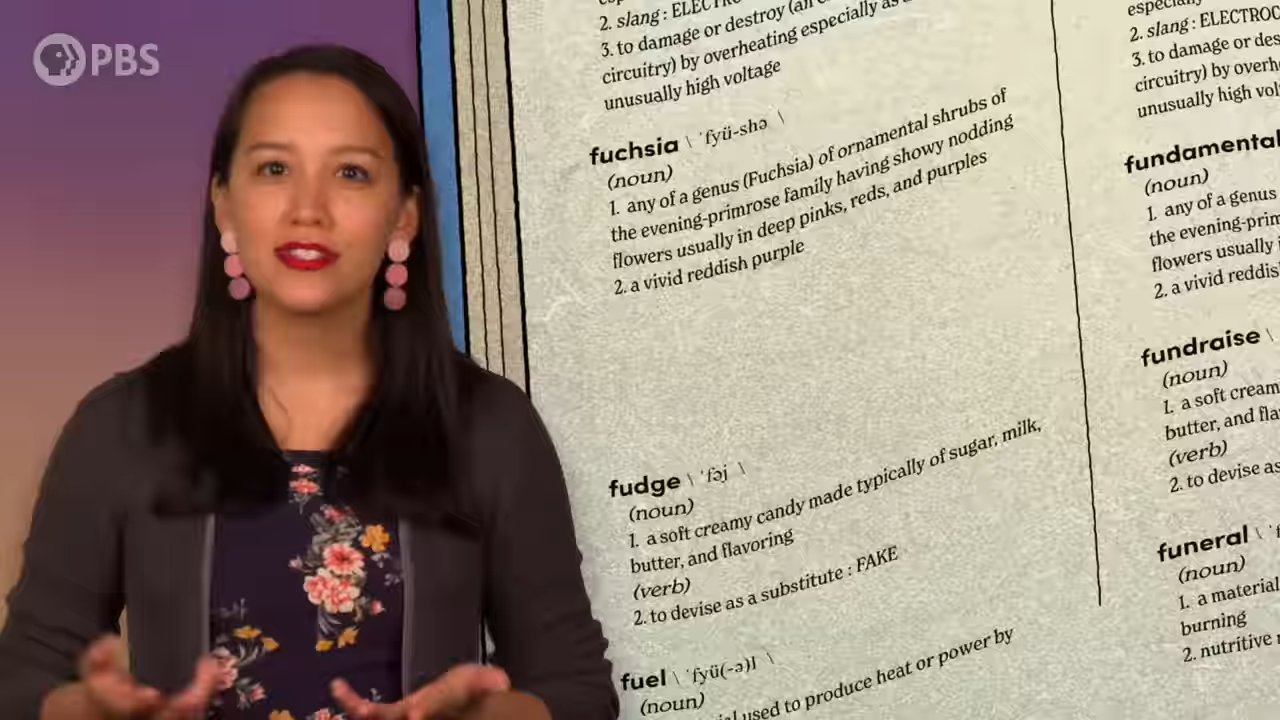 PBS
2. slang : ELECTRO
3. to damage or destroy (an
circuitry) by overheating especially as
unusually high voltage
fuchsia \ ˈfyü-shə \
(noun)
1. any of a genus (Fuchsia) of ornamental shrubs of
the evening-primrose family having showy nodding
flowers usually in deep pinks, reds, and purples
2. a vivid reddish purple
fudge \ ˈfəj \
(noun)
1. a soft creamy candy made typically of sugar, milk,
butter, and flavoring
(verb)
2. to devise as a substitute : FAKE
fuel \ ˈfyü(-ə)l \
(noun)
used to produce heat or power by
especially
2. slang : ELECTROC
3. to damage or des
circuitry) by overh
unusually high vol
fundamental
(noun)
1. any of a genus
the evening-prim
flowers usually i
2. a vivid reddis
fundraise \
(noun)
1. a soft cream
butter, and fla
(verb)
2. to devise as
funeral \ ˈf
(noun)
1. a material
burning
2. nutritive